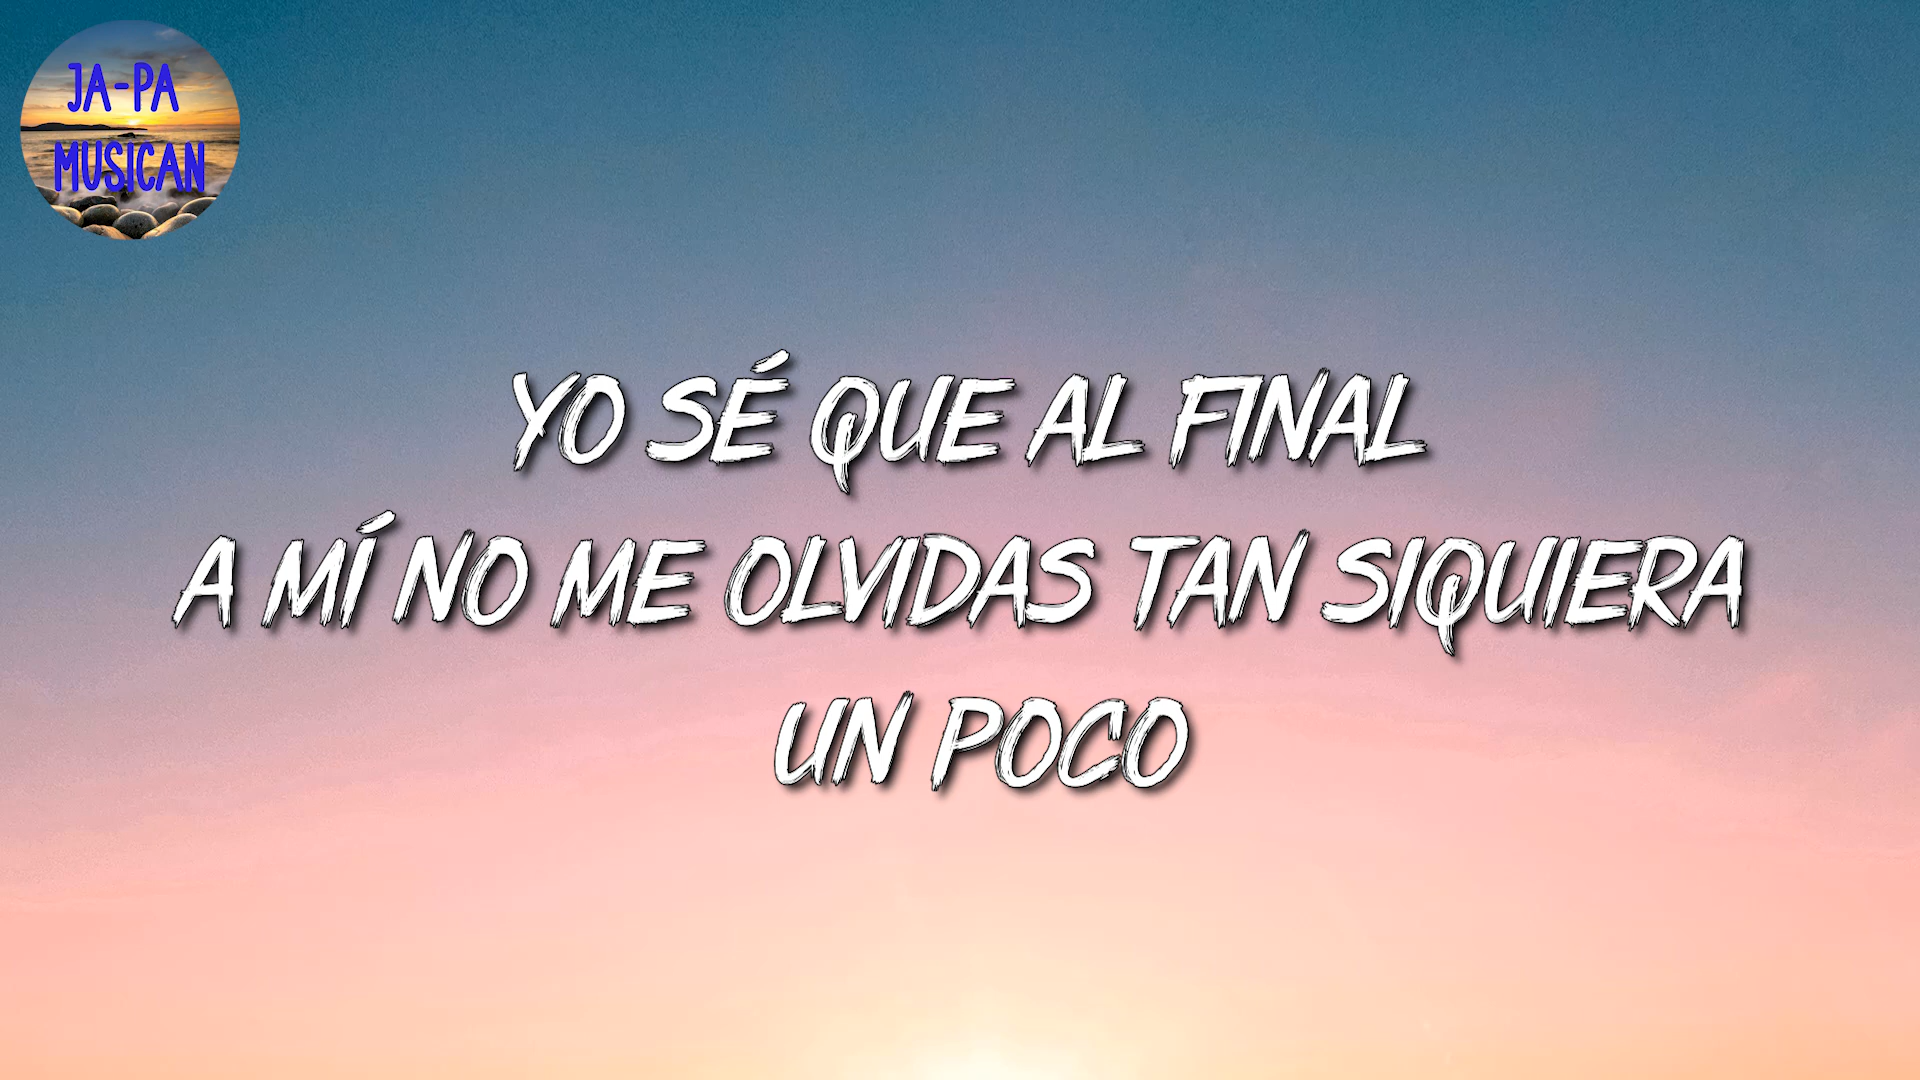 JA-PA
MUSICAN
YO SÉ QUE AL FINAL
A MÍ NO ME OLVIDAS TAN SIQUIERA
UN POCO